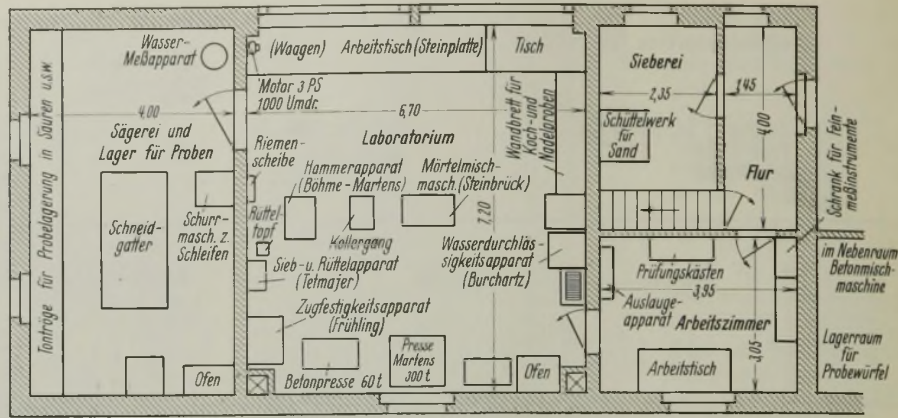 Tontröge für Probelagerung in Säuren u.s.w.
Wasser-
Meßapparat
4,00
Sägerei und
Lager für Proben
Schneid-
gatter
Schurr-
masch. z.
Schleifen
Ofen
(Waagen)
Arbeitstisch (Steinplatte)
Tisch
Motor 3 PS
1000 Umdr.
6,70
Riemen-
scheibe
Laboratorium
Hammerapparat
(Böhme-Martens)
Mörtelmisch-
masch. (Steinbrück)
Wandbrett für
Koch- und
Nadelproben
7,20
Rüttel-
topf
Kollergang
Sieb- u. Rüttelapparat
(Tetmajer)
Wasserdurchläs-
sigkeitsapparat
(Burchartz)
Zugfestigkeitsapparat
(Frühling)
Betonpresse 60 t
Presse
Martens
300 t
Ofen
Sieberei
2,35
1,45
4,00
Schüttelwerk
für
Sand
Flur
Schrank für Fein-
meßinstrumente
Prüfungskästen
3,95
Auslauge-
apparat
Arbeitszimmer
3,05
Arbeitstisch
im Nebenraum
Betonmisch-
maschine
Lagerraum
für
Probewürfel